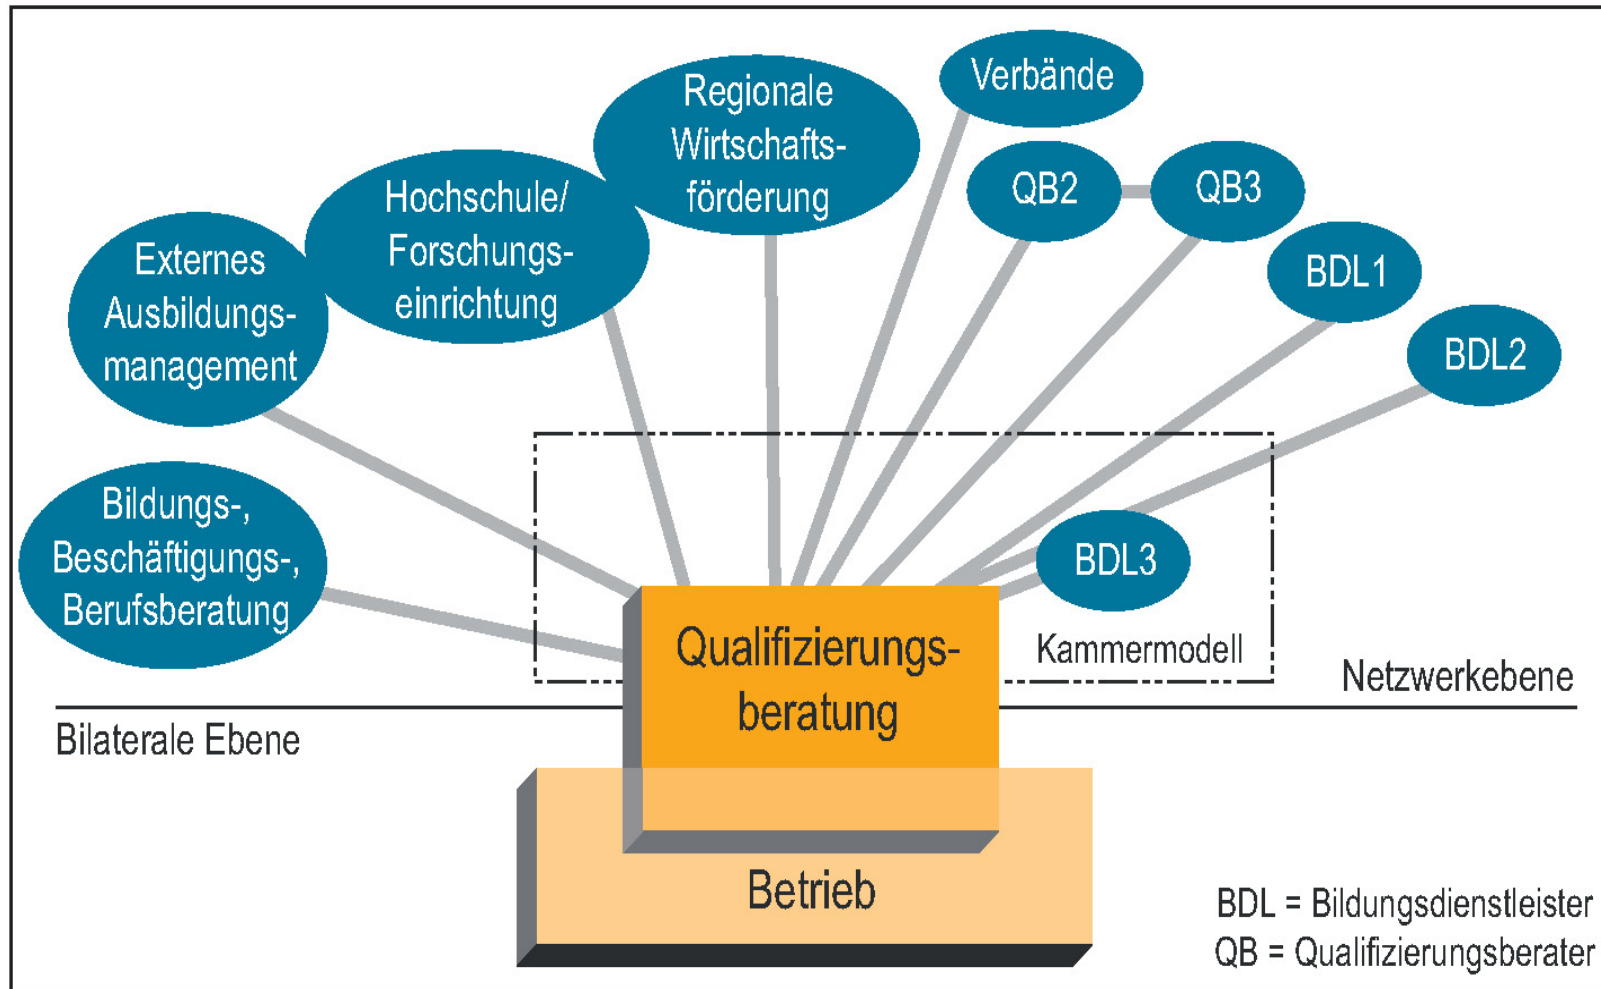 Verbände
Regionale
Wirtschafts-
förderung
QB2
QB3
Hochschule/
Forschungs-
einrichtung
Externes
Ausbildungs-
management
BDL1
BDL2
Bildungs-,
Beschäftigungs-,
Berufsberatung
BDL3
Kammermodell
Qualifizierungs-
beratung
Netzwerkebene
Bilaterale Ebene
Betrieb
BDL = Bildungsdienstleister
QB = Qualifizierungsberater